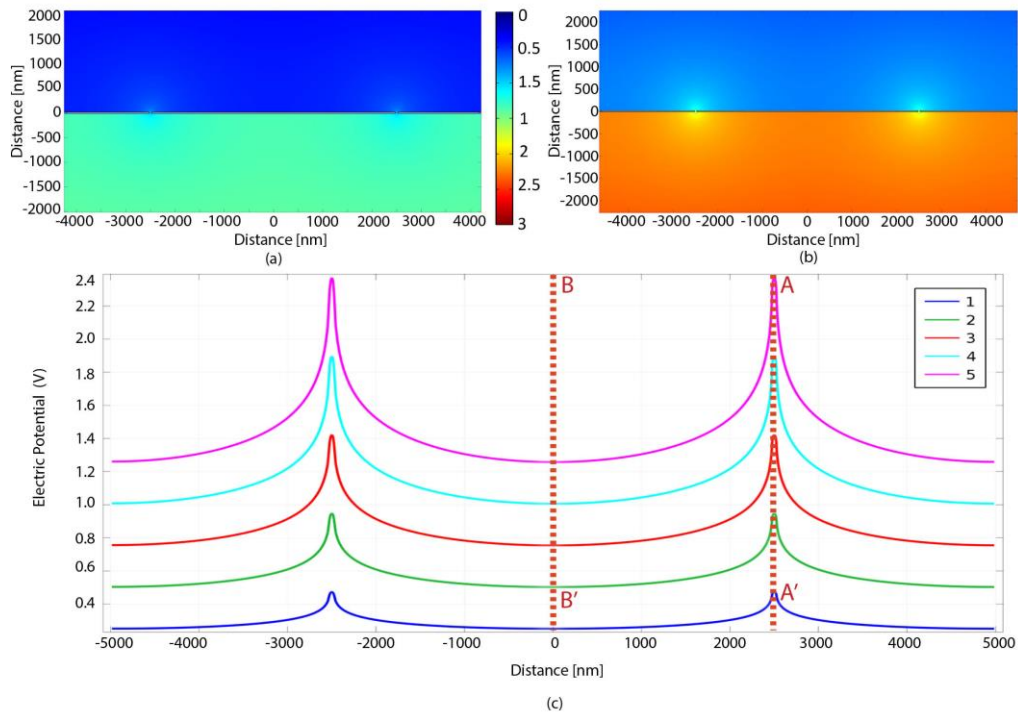 2000
1500
1000
500
0
-500
-1000
-1500
-2000
Distance [nm]
-4000 -2000 -1000 0 1000 2000 3000 4000
Distance [nm]
(a)
0
0.5
1
1.5
2
2.5
3
2000
1500
1000
500
0
-500
-1000
-1500
-2000
Distance [nm]
-4000 -3000 -2000 -1000 0 1000 2000 3000 4000
Distance [nm]
(b)
2.4
2.2
2.0
1.8
1.6
1.4
1.2
1.0
0.8
0.6
0.4
Electric Potential (V)
B
A
B′
A′
1
2
3
4
5
-5000 -4000 -3000 -2000 -1000 0 1000 2000 3000 4000 5000
Distance [nm]
(c)